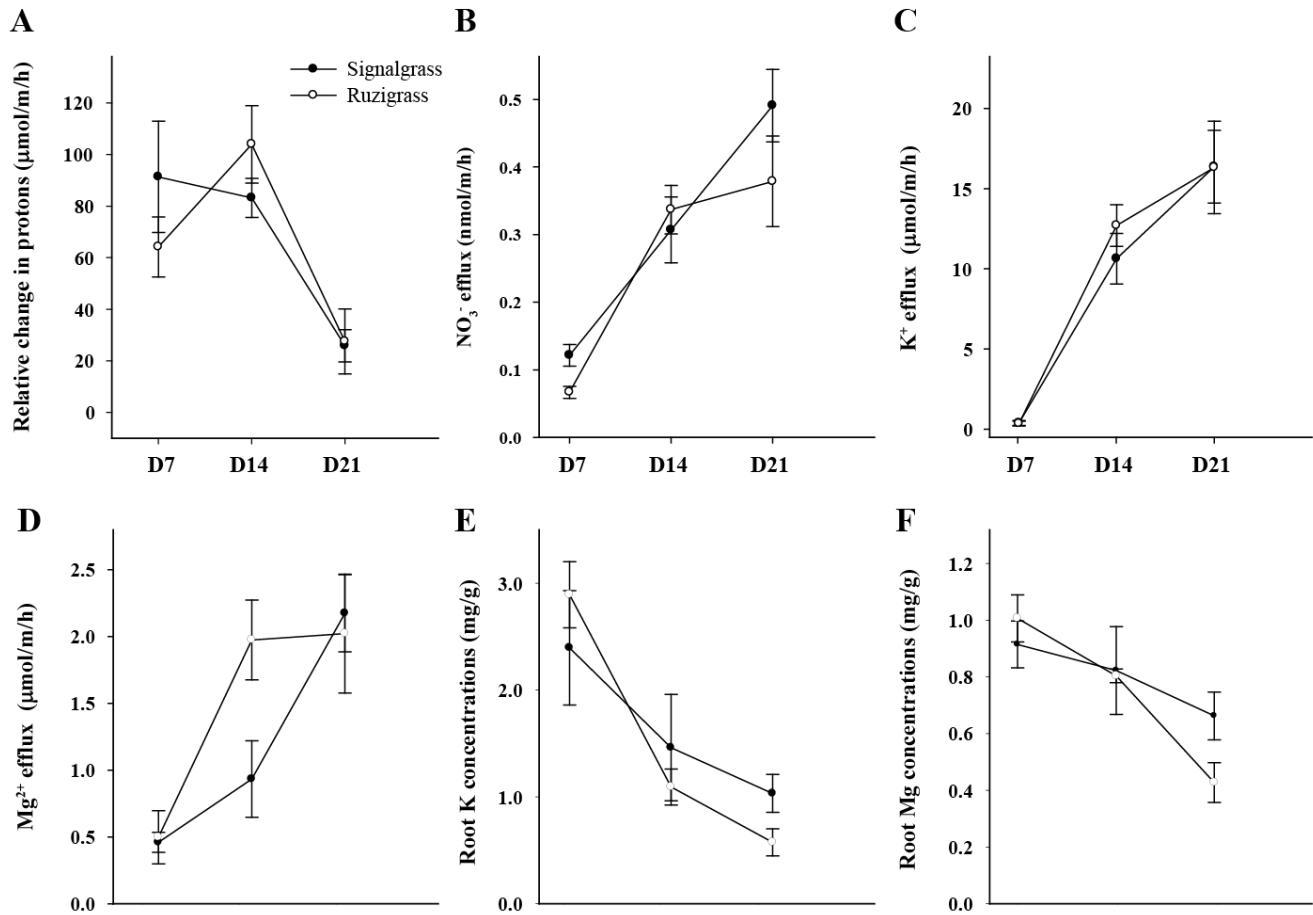 A
Relative change in protons (µmol/m/h)
120
100
80
60
40
20
0
D7 D14 D21
Signalgrass
Ruzigrass
B
NO₃⁻ efflux (nmol/m/h)
0.5
0.4
0.3
0.2
0.1
0.0
D7 D14 D21
C
K⁺ efflux (µmol/m/h)
20
15
10
5
0
D7 D14 D21
D
Mg²⁺ efflux (µmol/m/h)
2.5
2.0
1.5
1.0
0.5
0.0
E
Root K concentrations (mg/g)
3.0
2.0
1.0
0.0
F
Root Mg concentrations (mg/g)
1.2
1.0
0.8
0.6
0.4
0.2
0.0